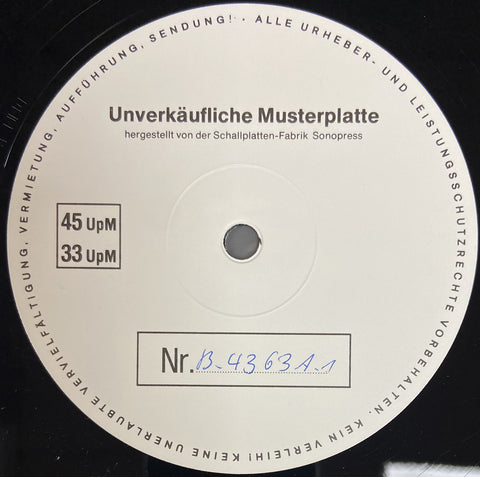 ALLE URHEBER- UND LEISTUNGSSCHUTZRECHTE VORBEHALTEN. KEIN VERLEIH! KEINE UNERLAUBTE VERVIELFÄLTIGUNG, VERMIETUNG, AUFFÜHRUNG, SENDUNG! ·
Unverkäufliche Musterplatte
hergestellt von der Schallplatten-Fabrik Sonopress
45 UpM
33 UpM
Nr. B-4363A-1